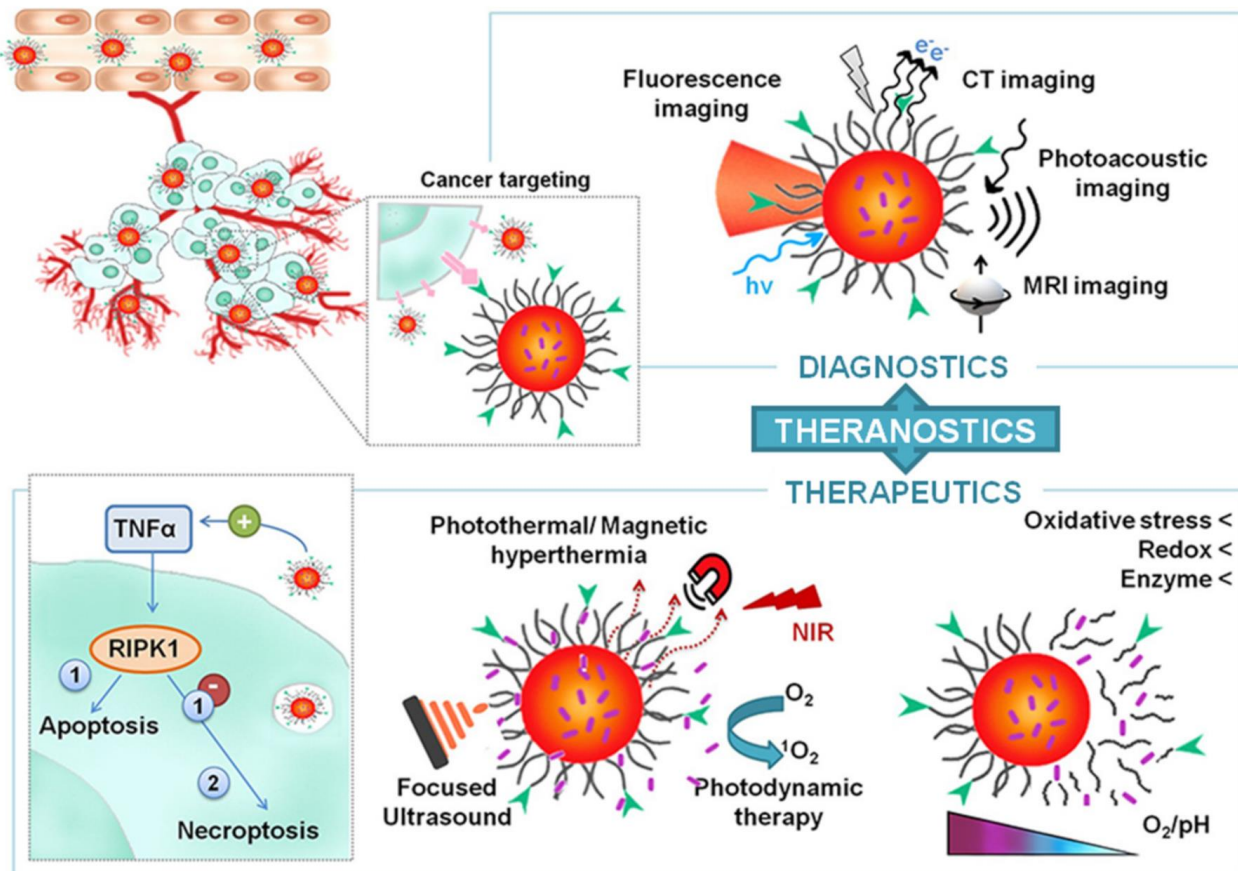 Fluorescence
imaging
e-
e-
CT imaging
Photoacoustic
imaging
hν
MRI imaging
Cancer targeting
DIAGNOSTICS
THERANOSTICS
THERAPEUTICS
TNFα
+
RIPK1
1
-
1
Apoptosis
2
Necroptosis
Photothermal/ Magnetic
hyperthermia
NIR
O₂
¹O₂
Focused
Ultrasound
Photodynamic
therapy
Oxidative stress <
Redox <
Enzyme <
O₂/pH